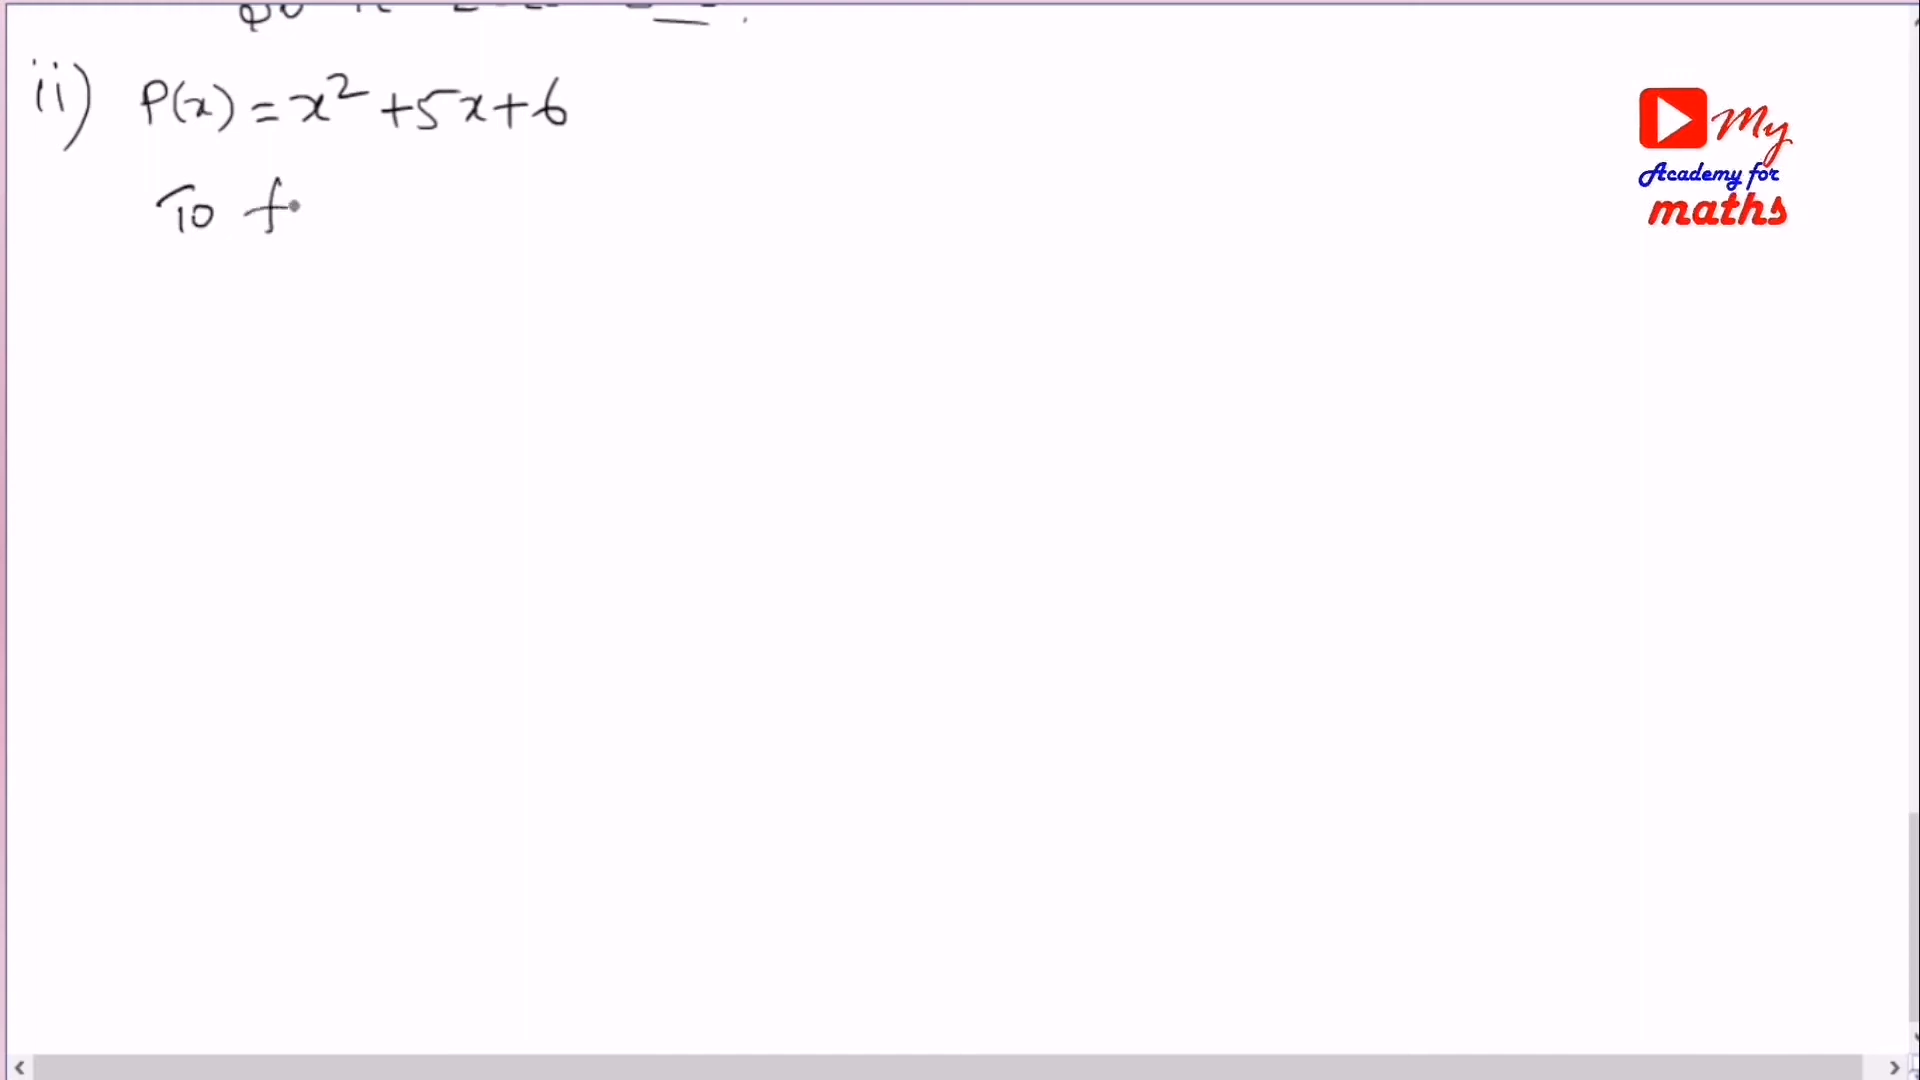 ii) P(x) = x² + 5x + 6
To f
My
Academy for
maths